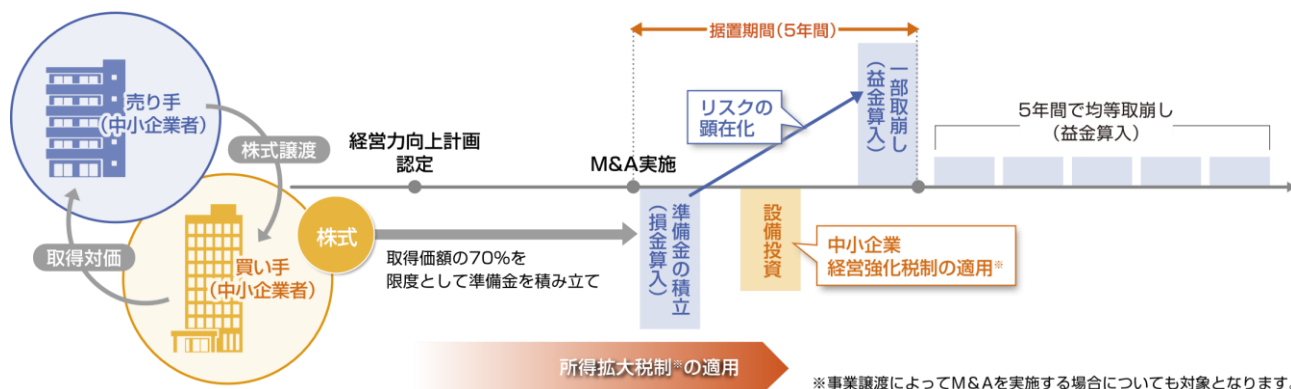 売り手
(中小企業者)
株式譲渡
取得対価
買い手
(中小企業者)
株式
経営力向上計画
認定
M&A実施
取得価額の70%を
限度として準備金を積み立て
据置期間(5年間)
リスクの
顕在化
一部取崩し
(益金算入)
準備金の積立
(損金算入)
設備投資
中小企業
経営強化税制の適用※
5年間で均等取崩し
(益金算入)
所得拡大税制※の適用
※事業譲渡によってM&Aを実施する場合についても対象となります。